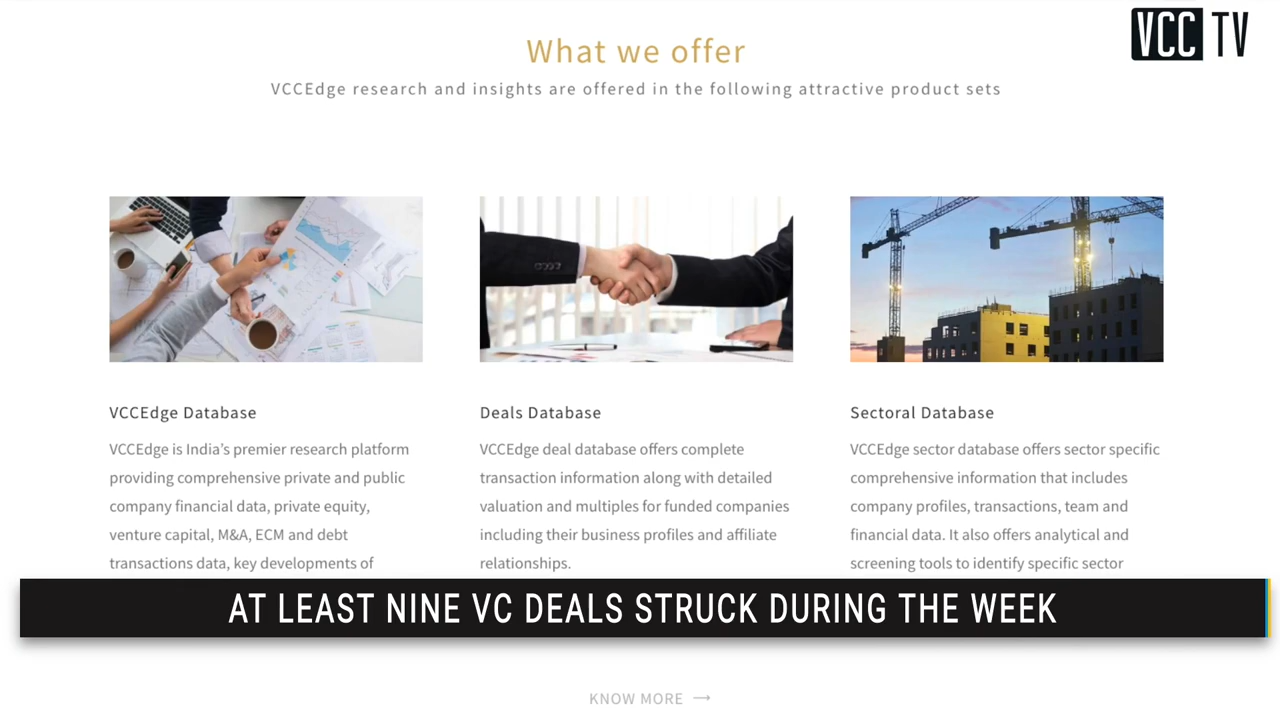 VCC TV
What we offer
VCCEdge research and insights are offered in the following attractive product sets
VCCEdge Database
VCCEdge is India’s premier research platform
providing comprehensive private and public
company financial data, private equity,
venture capital, M&A, ECM and debt
transactions data, key developments of
Deals Database
VCCEdge deal database offers complete
transaction information along with detailed
valuation and multiples for funded companies
including their business profiles and affiliate
relationships.
Sectoral Database
VCCEdge sector database offers sector specific
comprehensive information that includes
company profiles, transactions, team and
financial data. It also offers analytical and
screening tools to identify specific sector
AT LEAST NINE VC DEALS STRUCK DURING THE WEEK
KNOW MORE →